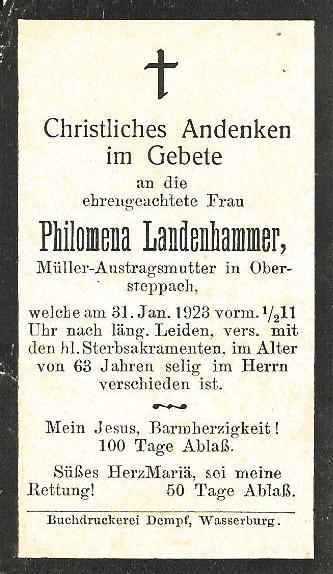 Christliches Andenken
im Gebete
an die
ehrengeachtete Frau
Philomena Landenhammer,
Müller-Austragsmutter in Ober-
steppach,
welche am 31. Jan. 1923 vorm. 1/2 11
Uhr nach läng. Leiden, vers. mit
den hl. Sterbsakramenten, im Alter
von 63 Jahren selig im Herrn
verschieden ist.
Mein Jesus, Barmherzigkeit!
100 Tage Ablaß.
Süßes HerzMariä, sei meine
Rettung! 50 Tage Ablaß.
Buchdruckerei Dempf, Wasserburg.